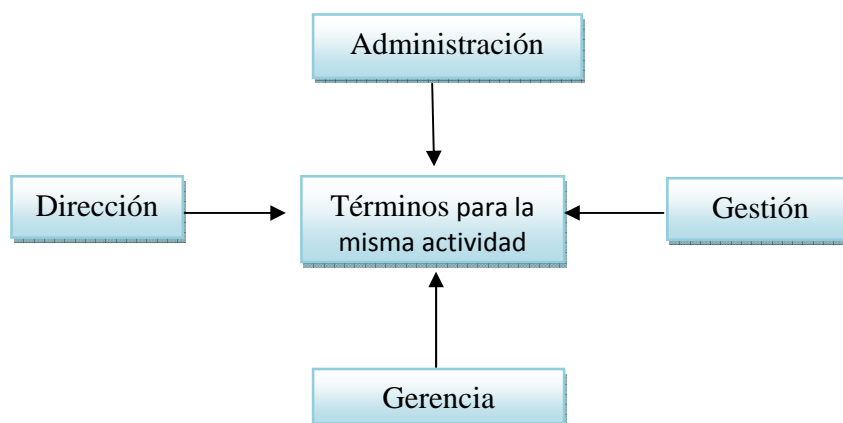 Administración
Dirección
Términos para la
misma actividad
Gestión
Gerencia